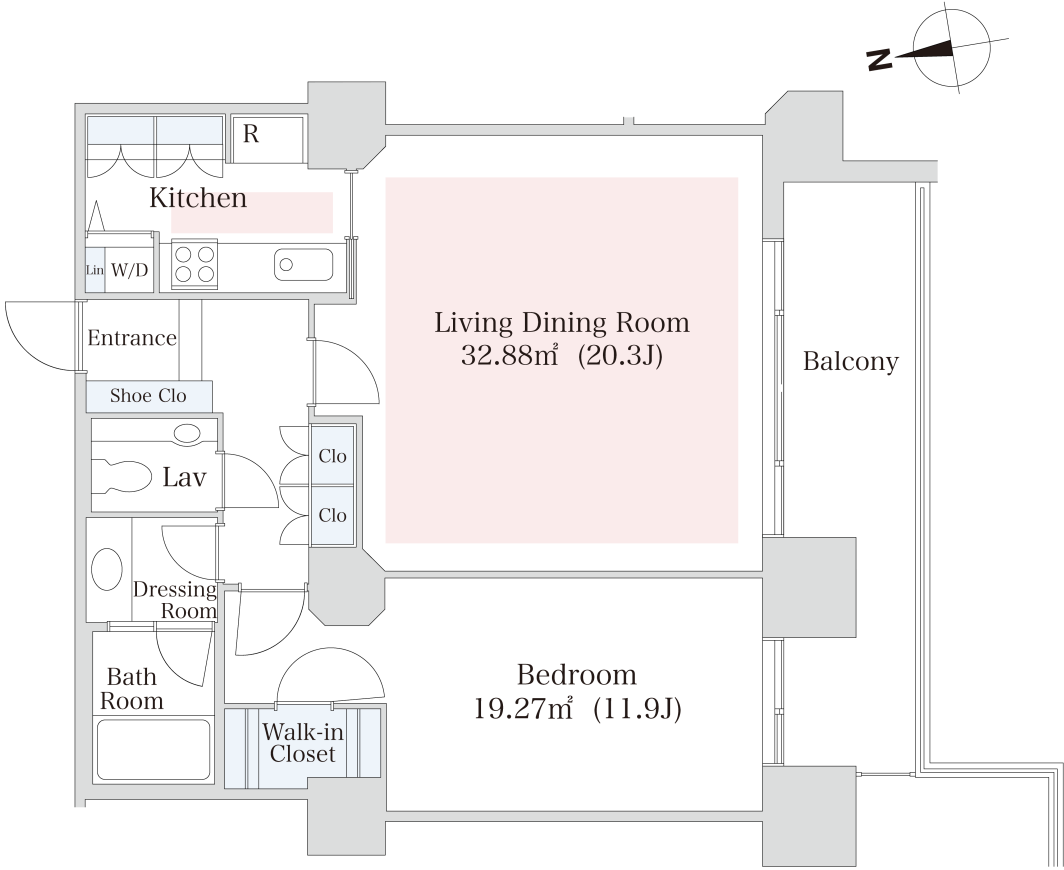 N
R
Kitchen
Lin
W/D
Entrance
Shoe Clo
Living Dining Room
32.88㎡ (20.3J)
Balcony
Clo
Lav
Clo
Dressing
Room
Bath
Room
Bedroom
19.27㎡ (11.9J)
Walk-in
Closet